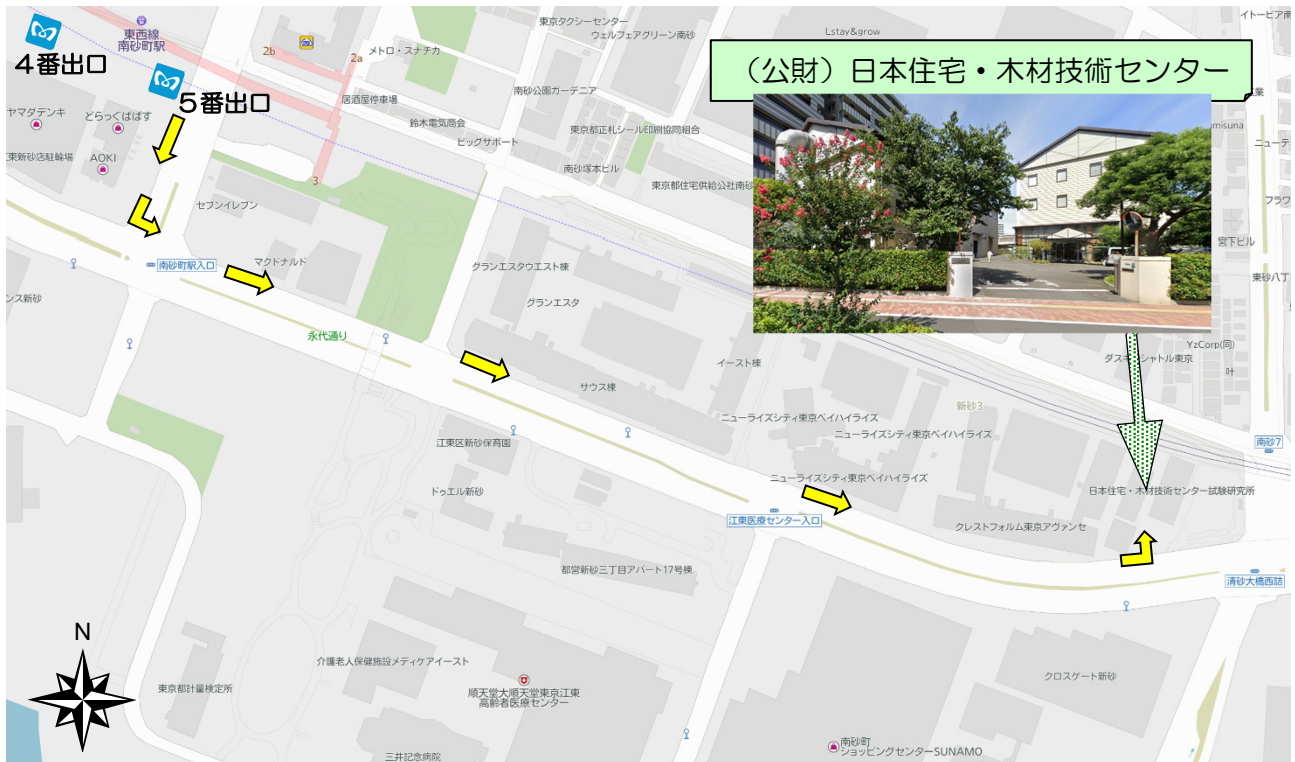 東西線
南砂町駅
4番出口
5番出口
2b
2a
3
メトロ・スナチカ
東京タクシーセンター
ウェルフェアグリーン南砂
Lstay&grow
イトーピア南
(公財)日本住宅・木材技術センター
業
misuna
ニューテ
フラワ
宮下ビル
東砂八丁
ヤマダデンキ
どらっぐぱぱす
AOKI
東新砂店駐輪場
居酒屋停車場
鈴木電気商会
ビッグサポート
南砂公園ガーデニア
東京都正札シール印刷協同組合
南砂塚本ビル
東京都住宅供給公社南砂
セブンイレブン
マクドナルド
南砂町駅入口
ンス新砂
永代通り
グランエスタウエスト棟
グランエスタ
サウス棟
イースト棟
YzCorp(同)
ダスキ
シャトル東京
叶
新砂3
ニューライズシティ東京ベイハイライズ
ニューライズシティ東京ベイハイライズ
ニューライズシティ東京ベイハイライズ
南砂7
江東区新砂保育園
ドゥエル新砂
日本住宅・木材技術センター試験研究所
江東医療センター入口
クレストフォルム東京アヴァンセ
都営新砂三丁目アパート17号棟
清砂大橋西詰
N
介護老人保健施設メディケアイースト
東京都計量検定所
順天堂大順天堂東京江東
高齢者医療センター
クロスゲート新砂
三井記念病院
南砂町
ショッピングセンターSUNAMO